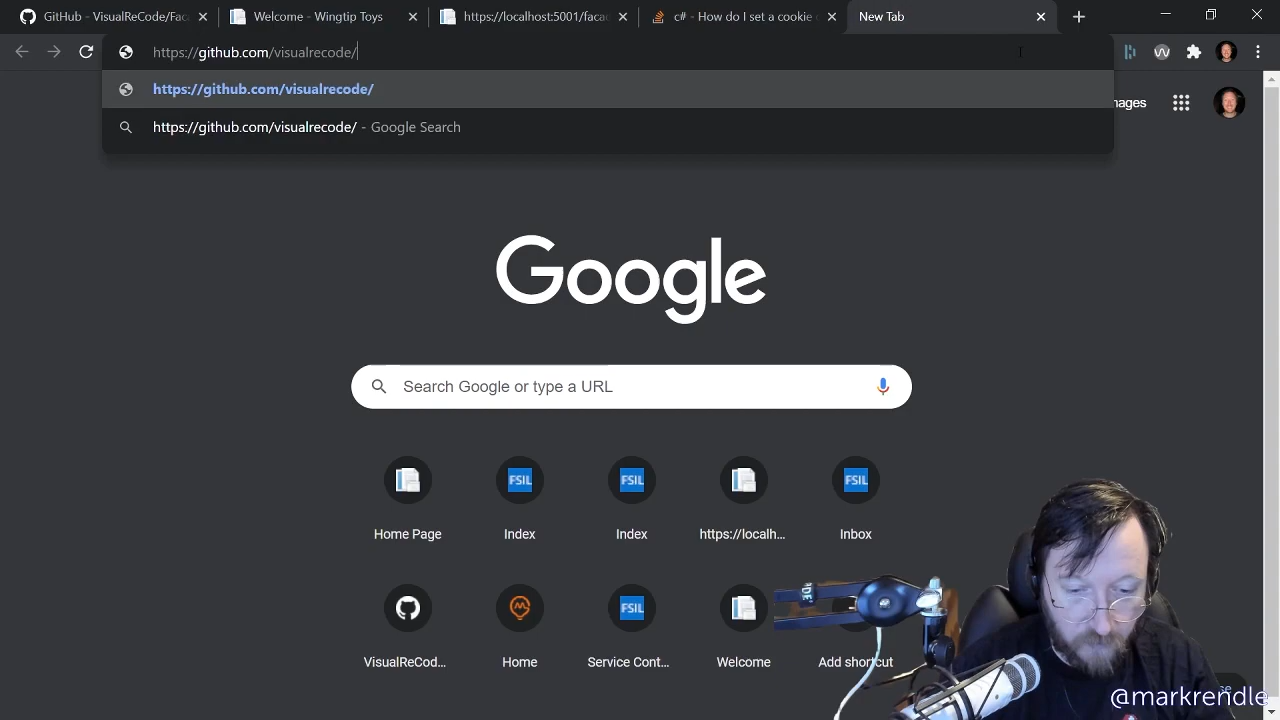 GitHub - VisualReCode/Fac
Welcome - Wingtip Toys
https://localhost:5001/faca
c# - How do I set a cookie
New Tab
https://github.com/visualrecode/
https://github.com/visualrecode/
https://github.com/visualrecode/ - Google Search
mages
Google
Search Google or type a URL
FSIL
FSIL
FSIL
Home Page
Index
Index
https://localh...
Inbox
FSIL
VisualReCod...
Home
Service Cont...
Welcome
Add shortcut
@markrendle